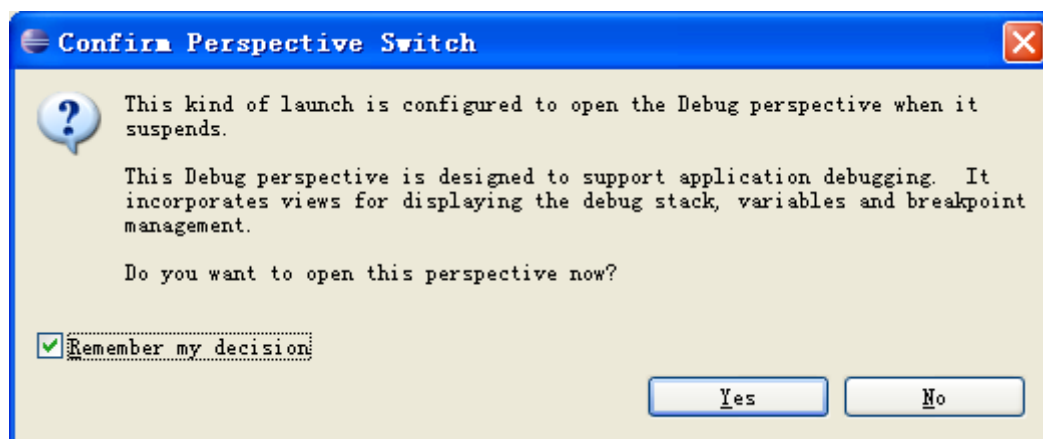 Confirm Perspective Switch
This kind of launch is configured to open the Debug perspective when it
suspends.
This Debug perspective is designed to support application debugging.  It
incorporates views for displaying the debug stack, variables and breakpoint
management.
Do you want to open this perspective now?
Remember my decision
Yes
No